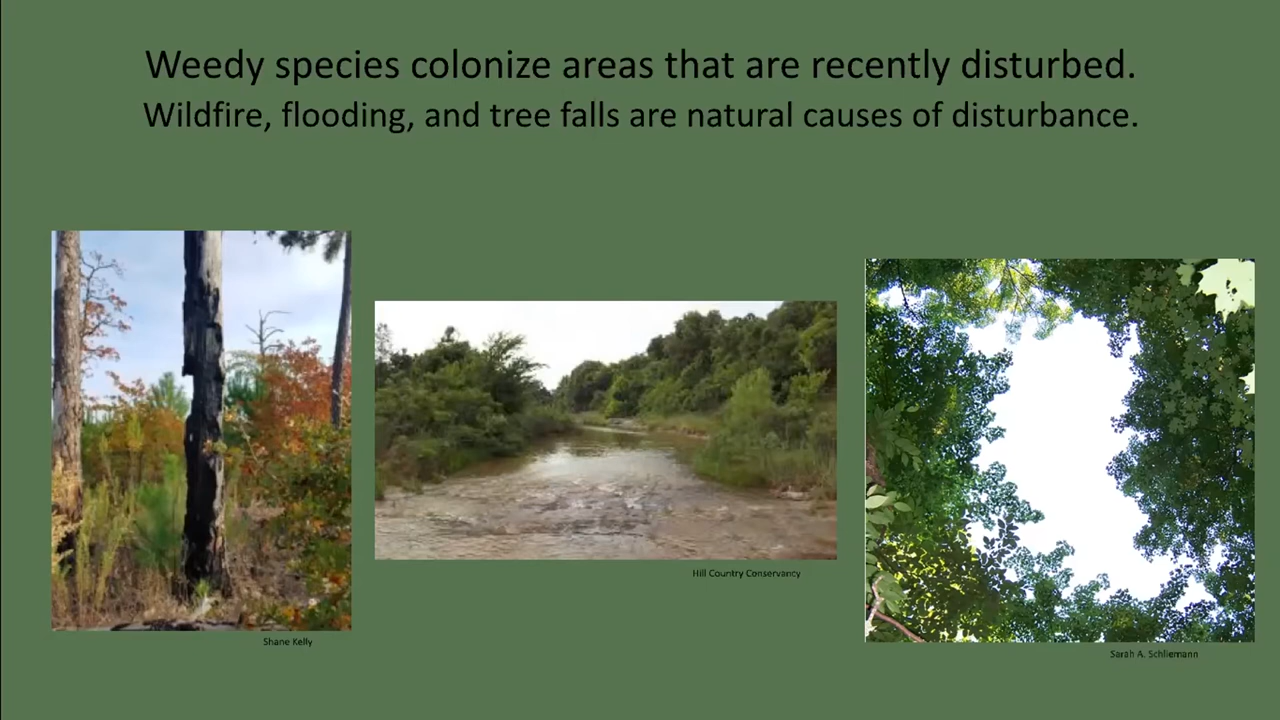 Weedy species colonize areas that are recently disturbed.
Wildfire, flooding, and tree falls are natural causes of disturbance.
Hill Country Conservancy
Shane Kelly
Sarah A. Schliemann